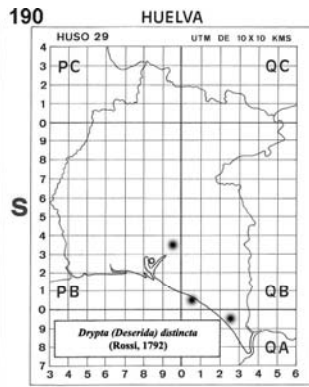 190 HUELVA
HUSO 29 UTM DE 10 X 10 KMS
4
PC QC
3
2
1
0
9
8
7
6
S
5
4
3
2
1
PB QB
0
9
Drypta (Deserida) distincta
8
(Rossi, 1792)
QA
7
3 4 5 6 7 8 9 0 1 2 3 4 5 6